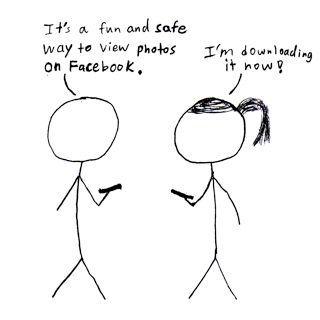 It's a fun and safe
way to view photos
on Facebook.
I'm downloading
it now!